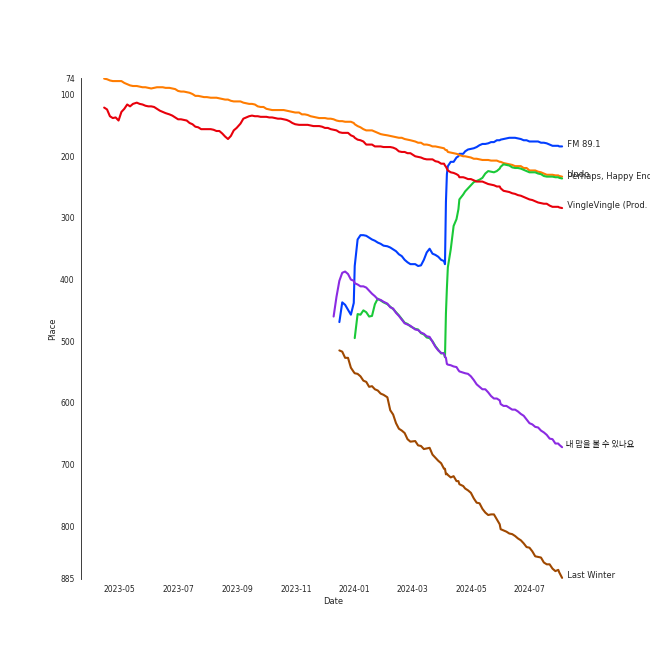 74
100
200
300
400
500
600
700
800
885
Place
2023-05
2023-07
2023-09
2023-11
2024-01
2024-03
2024-05
2024-07
Date
FM 89.1
Undo
Perhaps, Happy End
VingleVingle (Prod.
내 맘을 볼 수 있나요
Last Winter